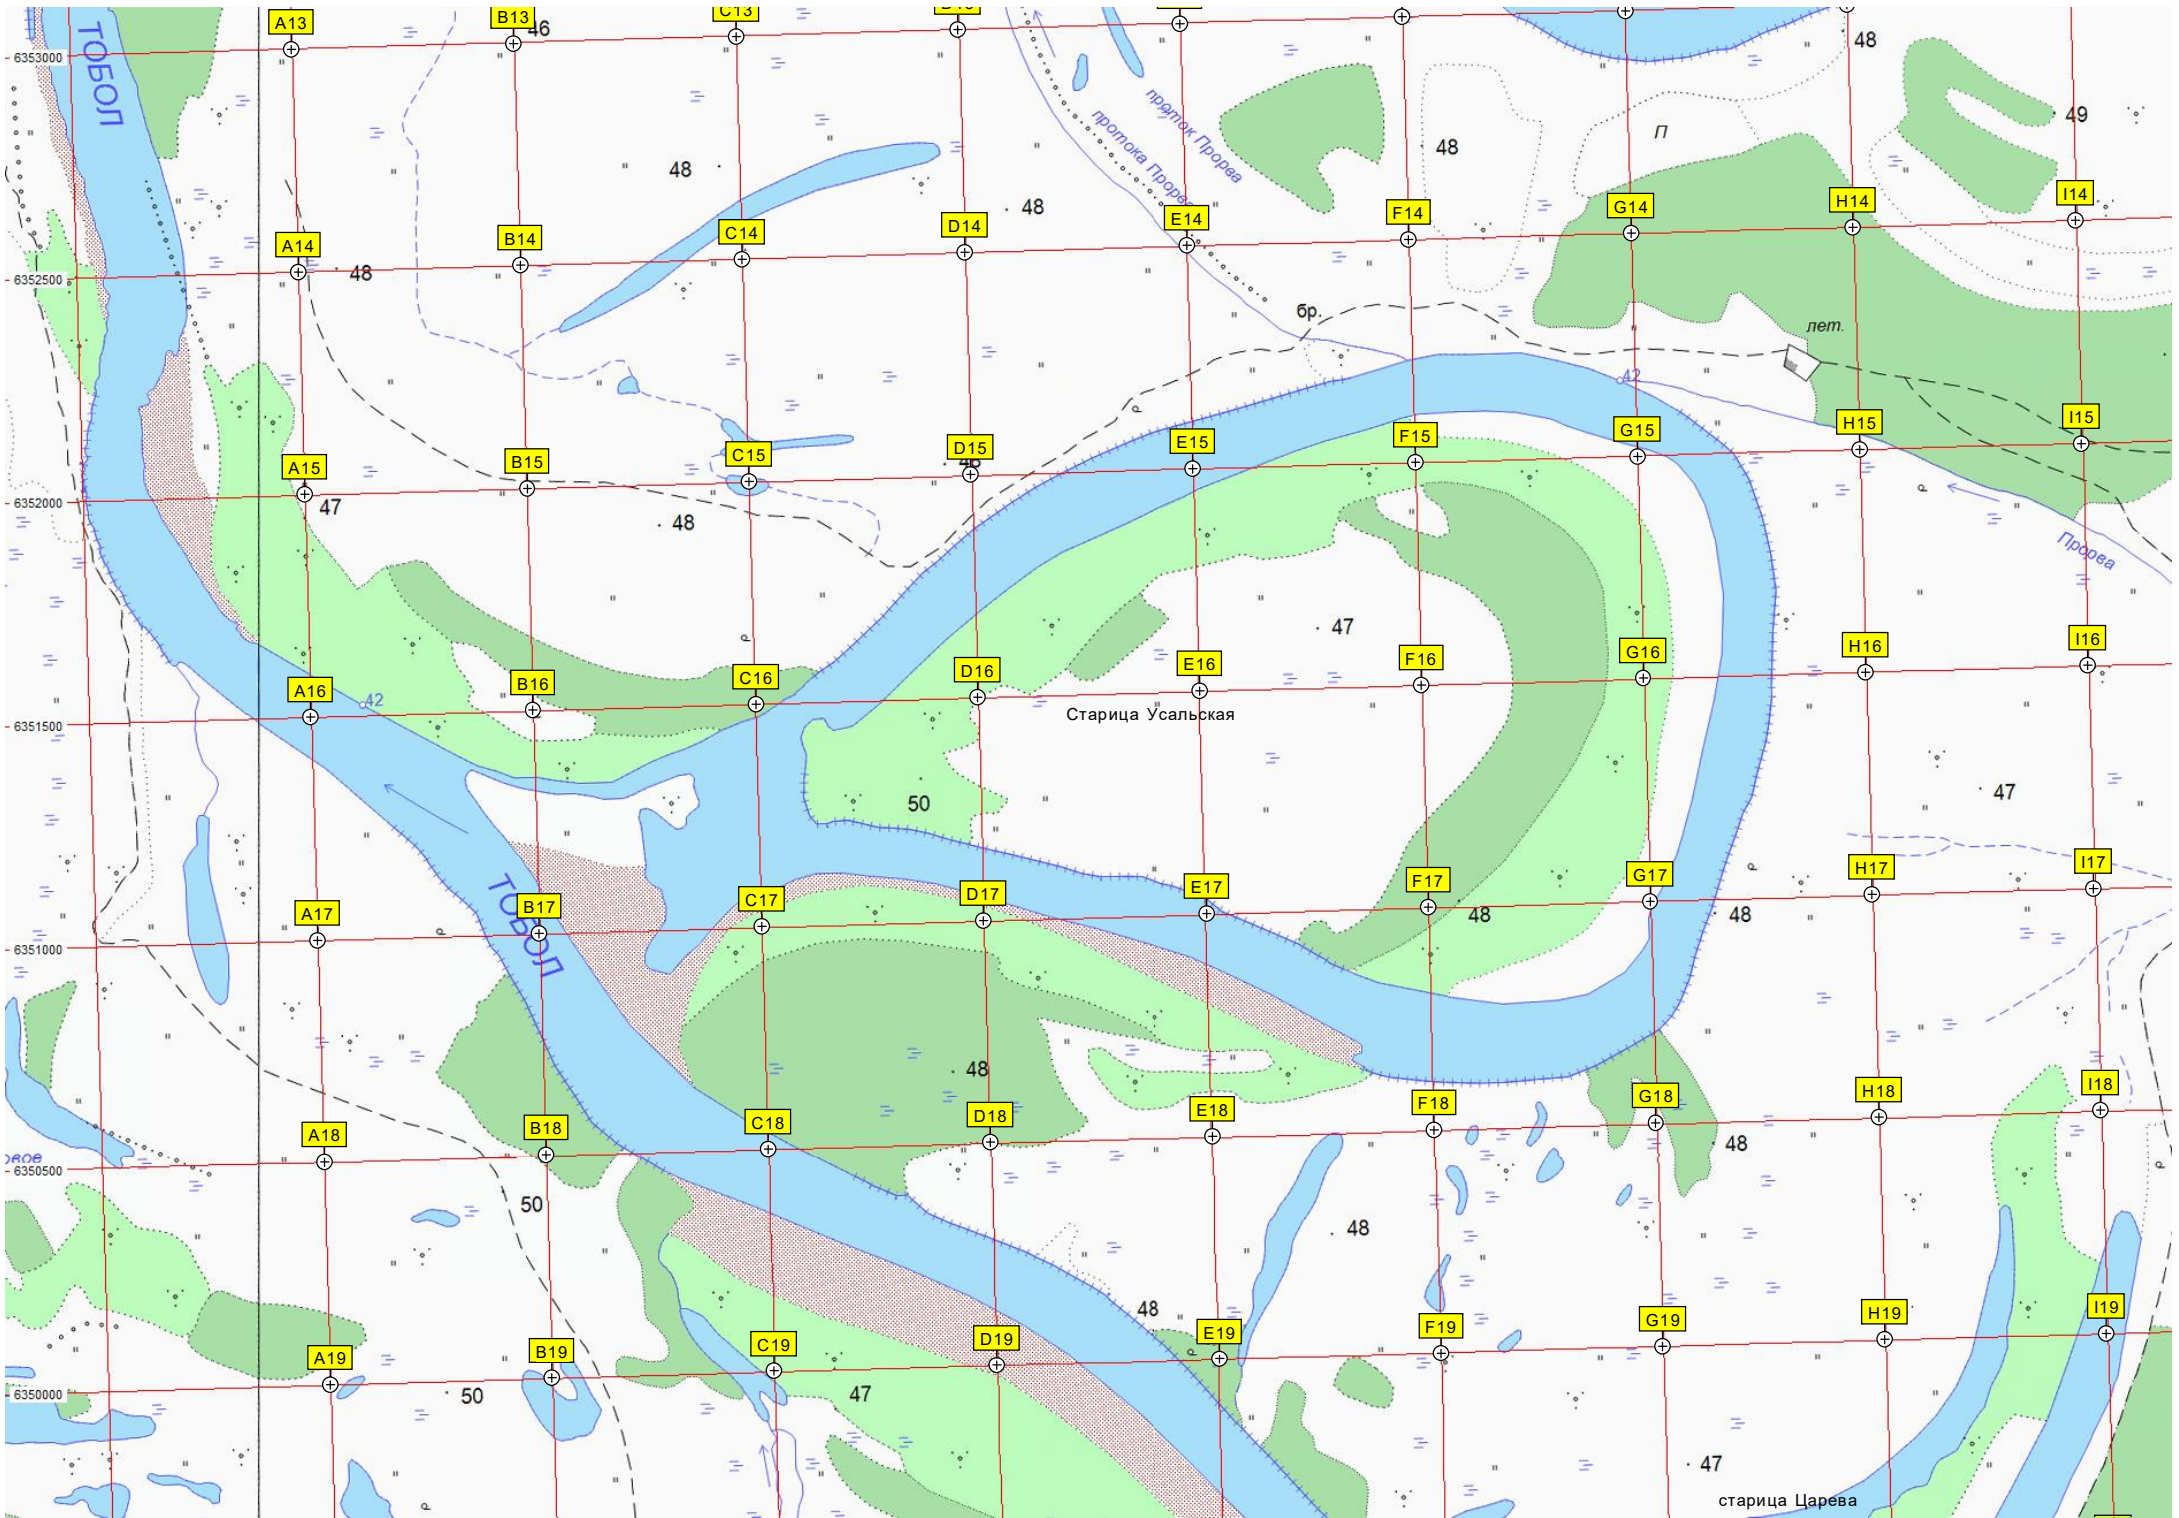 A13
B13
46
C13
48
6353000
ТОБОЛ
49
П
проток Прорва
протока Прорва
48
48
48
A14
B14
C14
D14
E14
F14
G14
H14
I14
48
6352500
бр.
лет.
42
A15
B15
C15
D15
E15
F15
G15
H15
I15
6352000
47
48
Прорва
47
A16
B16
C16
D16
E16
F16
G16
H16
I16
42
Старица Усальская
6351500
50
47
ТОБОЛ
A17
B17
C17
D17
E17
F17
G17
H17
I17
48
48
6351000
48
A18
B18
C18
D18
E18
F18
G18
H18
I18
48
6350500
50
48
48
A19
B19
C19
D19
E19
F19
G19
H19
I19
6350000
50
47
47
старица Царева